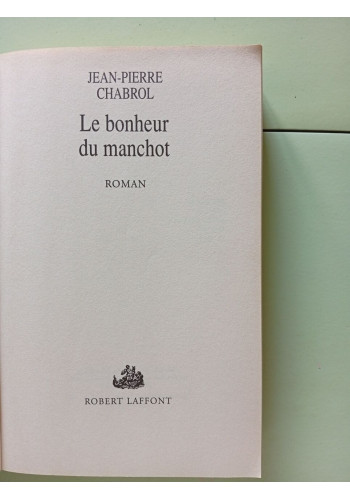 JEAN-PIERRE
CHABROL
Le bonheur
du manchot
ROMAN
ROBERT LAFFONT